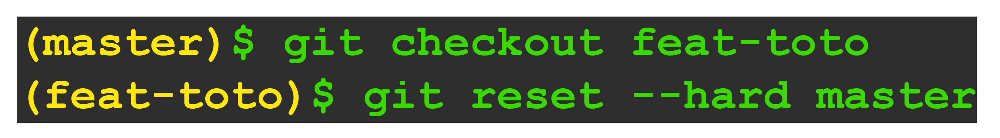 (master)$ git checkout feat-toto
(feat-toto)$ git reset --hard master